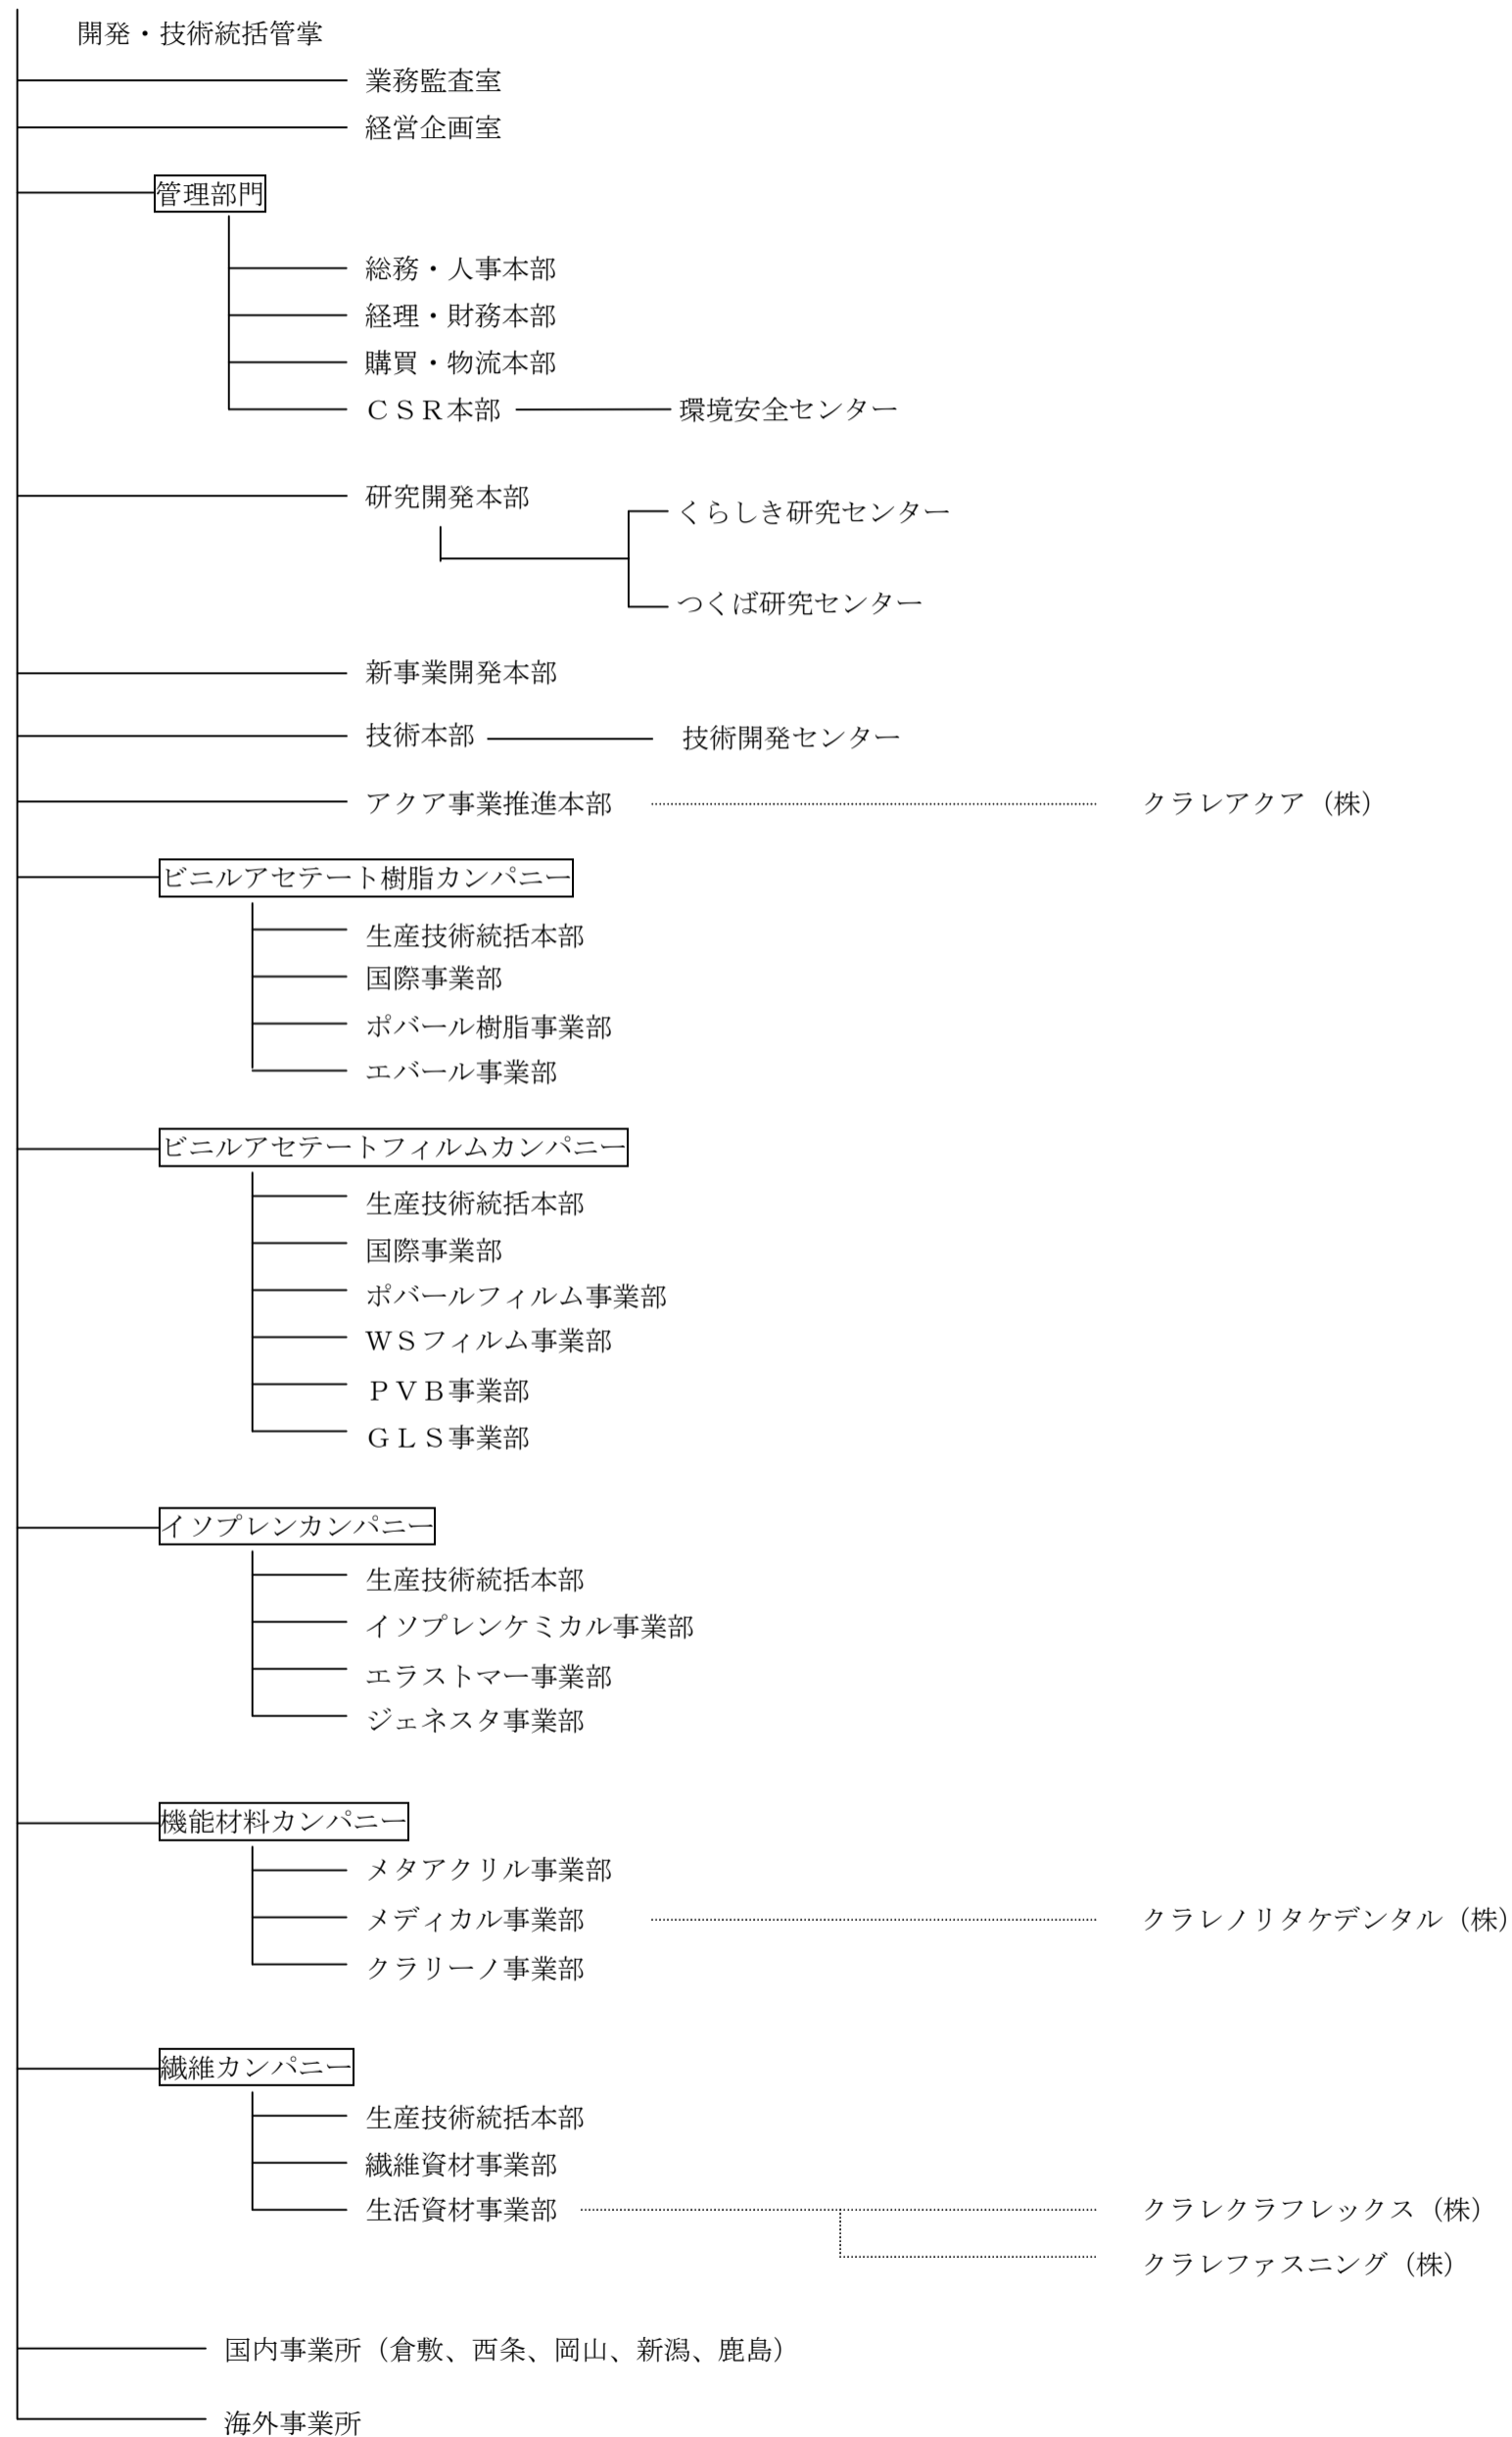 開発・技術統括管掌
業務監査室
経営企画室
管理部門
総務・人事本部
経理・財務本部
購買・物流本部
ＣＳＲ本部 環境安全センター
研究開発本部
くらしき研究センター
つくば研究センター
新事業開発本部
技術本部 技術開発センター
アクア事業推進本部 クラレアクア（株）
ビニルアセテート樹脂カンパニー
生産技術統括本部
国際事業部
ポバール樹脂事業部
エバール事業部
ビニルアセテートフィルムカンパニー
生産技術統括本部
国際事業部
ポバールフィルム事業部
ＷＳフィルム事業部
ＰＶＢ事業部
ＧＬＳ事業部
イソプレンカンパニー
生産技術統括本部
イソプレンケミカル事業部
エラストマー事業部
ジェネスタ事業部
機能材料カンパニー
メタアクリル事業部
メディカル事業部 クラレノリタケデンタル（株）
クラリーノ事業部
繊維カンパニー
生産技術統括本部
繊維資材事業部
生活資材事業部 クラレクラフレックス（株）
クラレファスニング（株）
国内事業所（倉敷、西条、岡山、新潟、鹿島）
海外事業所